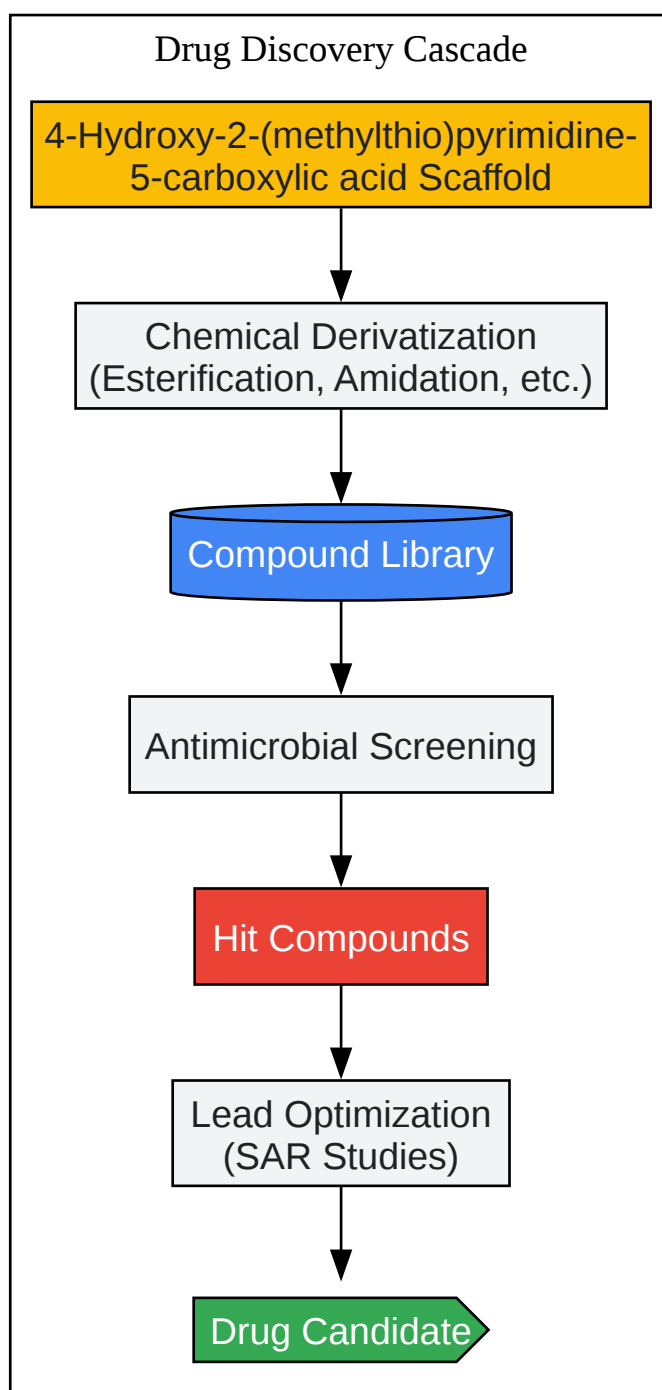 Drug Discovery Cascade
4-Hydroxy-2-(methylthio)pyrimidine-
5-carboxylic acid Scaffold
Chemical Derivatization
(Esterification, Amidation, etc.)
Compound Library
Antimicrobial Screening
Hit Compounds
Lead Optimization
(SAR Studies)
Drug Candidate